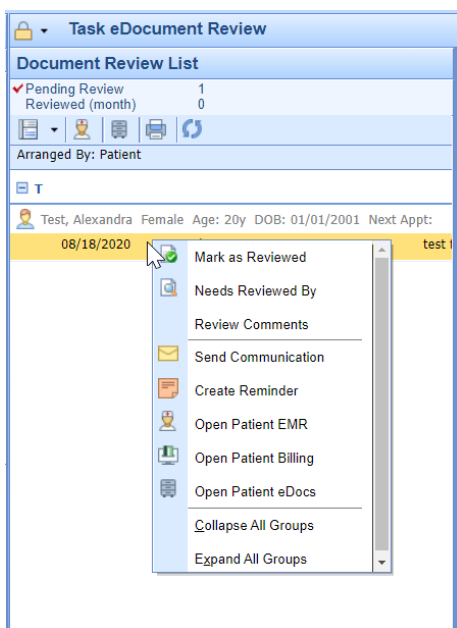 Task eDocument Review
Document Review List
Pending Review 1
Reviewed (month) 0
Arranged By: Patient
T
Test, Alexandra Female Age: 20y DOB: 01/01/2001 Next Appt:
08/18/2020 test
Mark as Reviewed
Needs Reviewed By
Review Comments
Send Communication
Create Reminder
Open Patient EMR
Open Patient Billing
Open Patient eDocs
Collapse All Groups
Expand All Groups